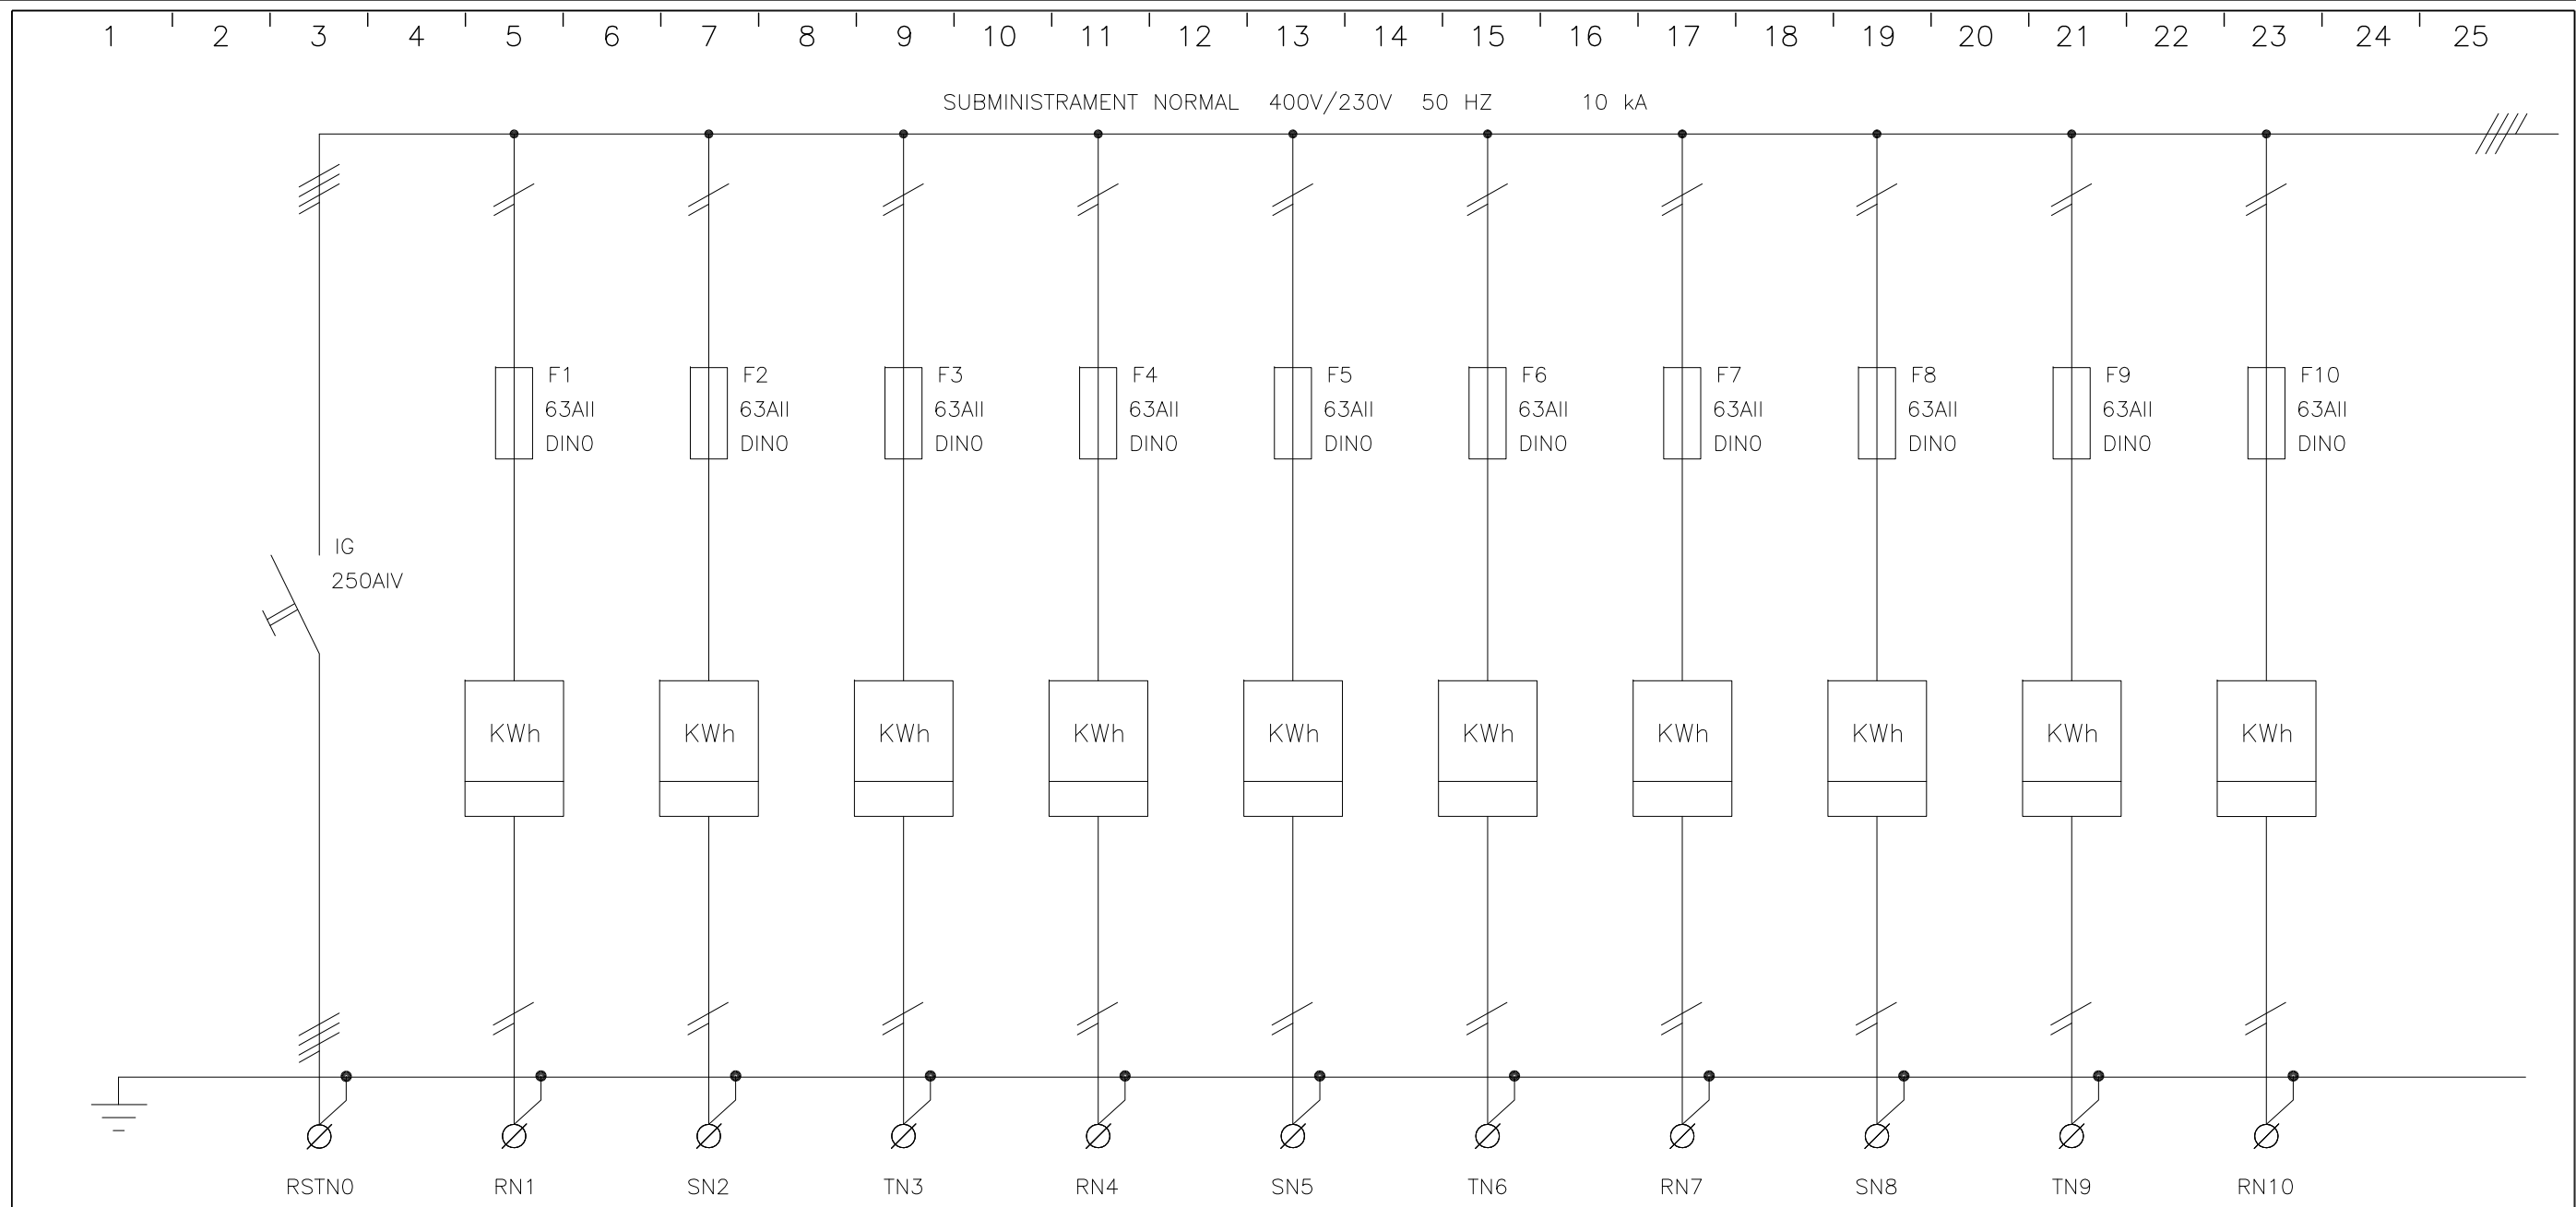 1 2 3 4 5 6 7 8 9 10 11 12 13 14 15 16 17 18 19 20 21 22 23 24 25
SUBMINISTRAMENT NORMAL 400V/230V 50 HZ 10 kA
F1 F2 F3 F4 F5 F6 F7 F8 F9 F10
63AII 63AII 63AII 63AII 63AII 63AII 63AII 63AII 63AII 63AII
DIN0 DIN0 DIN0 DIN0 DIN0 DIN0 DIN0 DIN0 DIN0 DIN0
IG
250AIV
KWh KWh KWh KWh KWh KWh KWh KWh KWh KWh
RSTN0 RN1 SN2 TN3 RN4 SN5 TN6 RN7 SN8 TN9 RN10